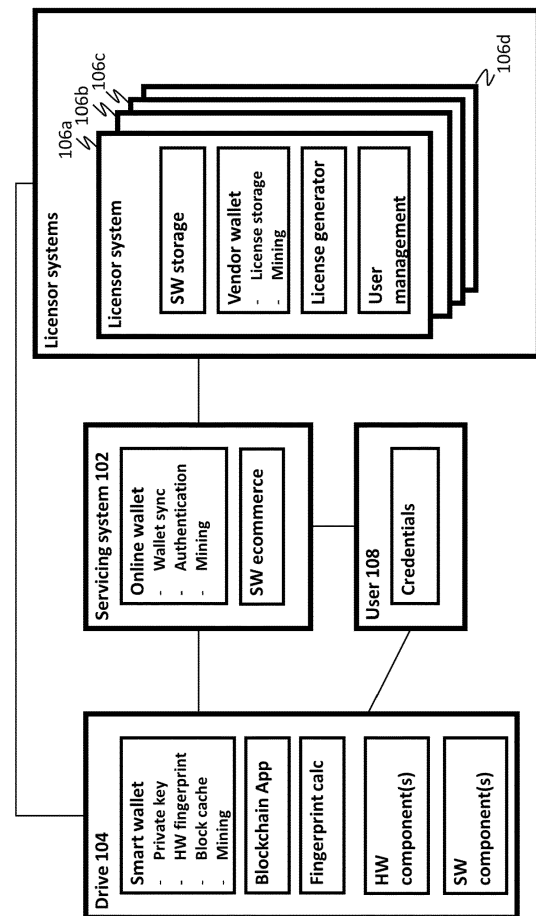 Drive 104
Smart wallet
- Private key
- HW fingerprint
- Block cache
- Mining
Blockchain App
Fingerprint calc
HW
component(s)
SW
component(s)
Servicing system 102
Online wallet
- Wallet sync
- Authentication
- Mining
SW ecommerce
User 108
Credentials
Licensor systems
106a
106b
106c
106d
Licensor system
SW storage
Vendor wallet
- License storage
- Mining
License generator
User
management